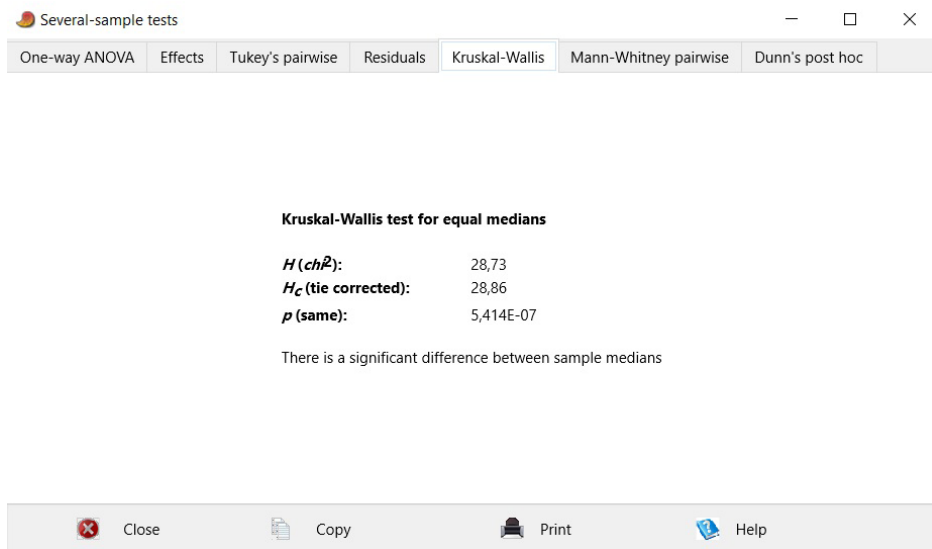 Several-sample tests
One-way ANOVA Effects Tukey's pairwise Residuals Kruskal-Wallis Mann-Whitney pairwise Dunn's post hoc
Kruskal-Wallis test for equal medians
H (chi2): 28,73
Hc (tie corrected): 28,86
p (same): 5,414E-07
There is a significant difference between sample medians
Close Copy Print Help